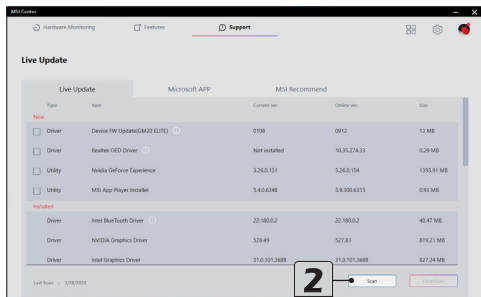 MSI Center
Hardware Monitoring Features Support
Live Update
Live Update Microsoft APP MSI Recommend
Type Item Current Ver. Online Ver. Size
New
Driver Device FW Update(GM20 ELITE) 0108 0912 13 MB
Driver Realtek OED Driver Not installed 10.35.274.33 0.29 MB
Utility Nvidia GeForce Experience 3.26.0.131 3.26.0.154 1393.91 MB
Utility MSI App Player Installer 5.4.0.6348 5.9.300.6315 0.93 MB
Installed
Driver Intel BlueTooth Driver 22.180.0.2 22.180.0.2 40.47 MB
Driver NVIDIA Graphics Driver 528.49 527.83 819.21 MB
Driver Intel Graphics Driver 31.0.101.3688 31.0.101.3688 827.24 MB
Last Scan : 3/28/2023 2 Scan Download